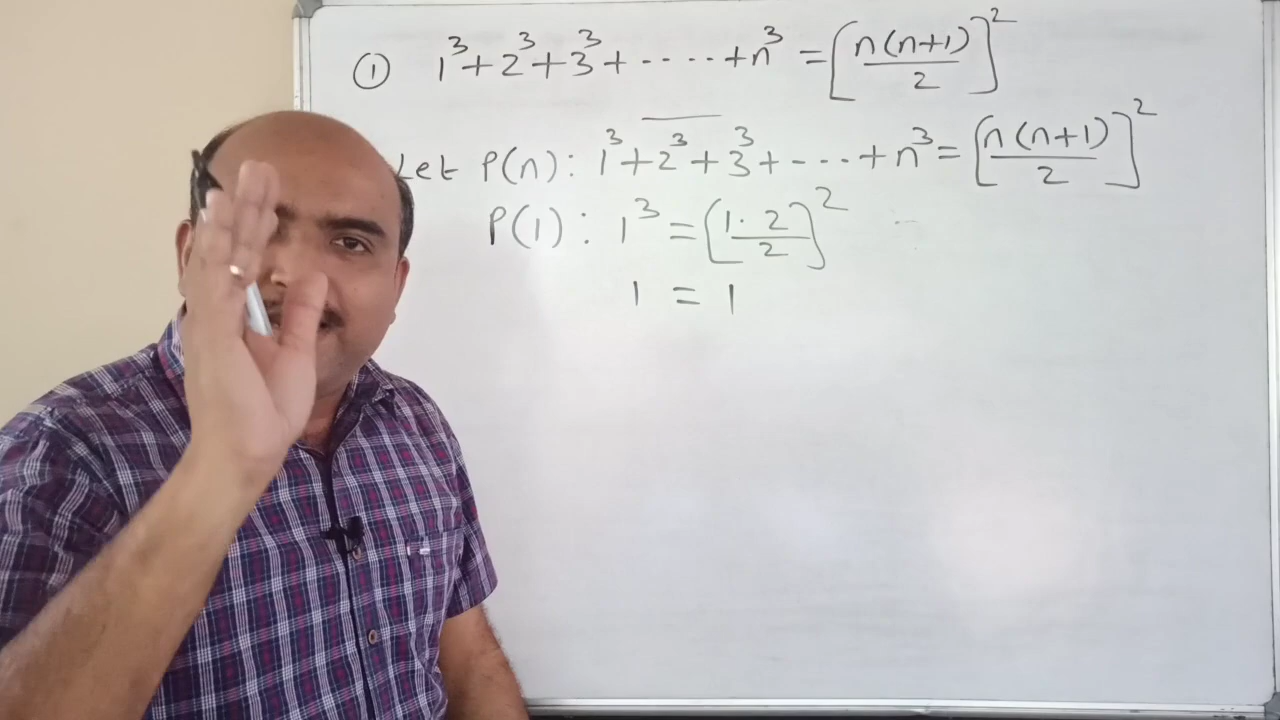 ① 1³+2³+3³+.....+n³ = [n(n+1)/2]²
Let P(n): 1³+2³+3³+---+n³ = [n(n+1)/2]²
P(1): 1³ = [1·2/2]²
1 = 1